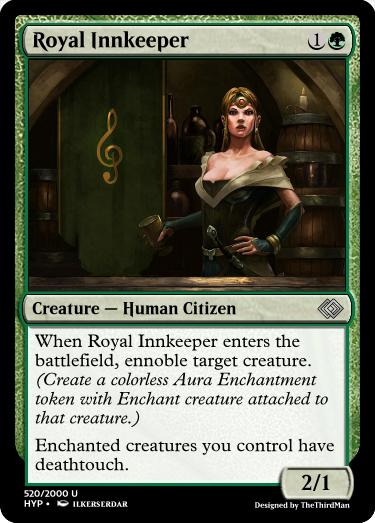 Royal Innkeeper 1
Creature — Human Citizen
When Royal Innkeeper enters the
battlefield, ennoble target creature.
(Create a colorless Aura Enchantment
token with Enchant creature attached to
that creature.)
Enchanted creatures you control have
deathtouch.
2/1
520/2000 U
HYP • ILKERSERDAR
Designed by TheThirdMan